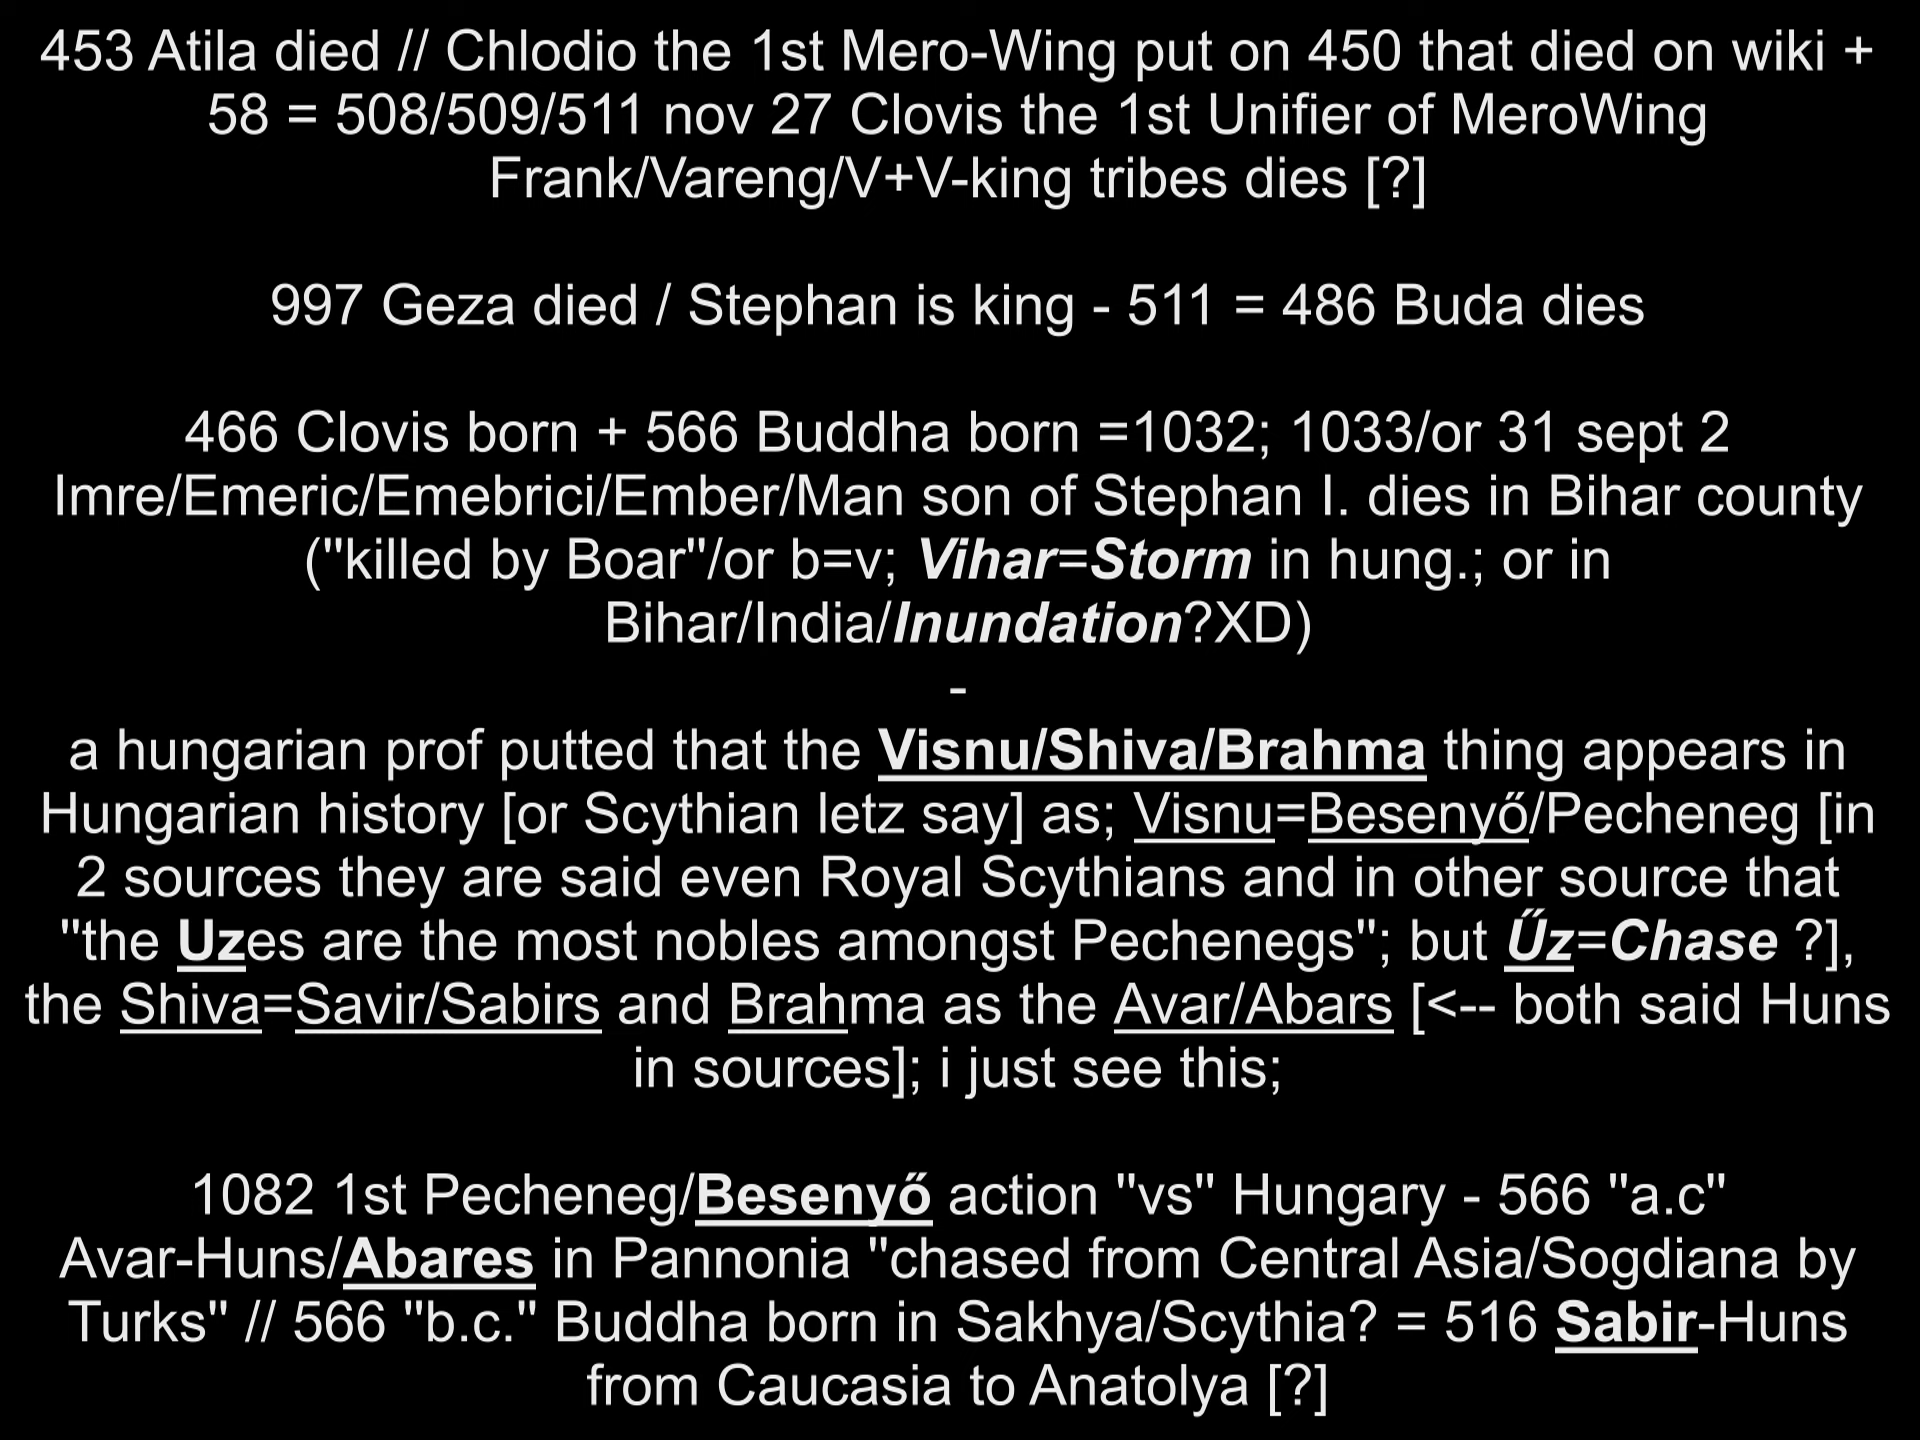 453 Atila died // Chlodio the 1st Mero-Wing put on 450 that died on wiki +
58 = 508/509/511 nov 27 Clovis the 1st Unifier of MeroWing
Frank/Vareng/V+V-king tribes dies [?]
997 Geza died / Stephan is king - 511 = 486 Buda dies
466 Clovis born + 566 Buddha born =1032; 1033/or 31 sept 2
Imre/Emeric/Emebrici/Ember/Man son of Stephan I. dies in Bihar county
("killed by Boar"/or b=v; Vihar=Storm in hung.; or in
Bihar/India/Inundation?XD)
-
a hungarian prof putted that the Visnu/Shiva/Brahma thing appears in
Hungarian history [or Scythian letz say] as; Visnu=Besenyő/Pecheneg [in
2 sources they are said even Royal Scythians and in other source that
"the Uzes are the most nobles amongst Pechenegs"; but Űz=Chase ?],
the Shiva=Savir/Sabirs and Brahma as the Avar/Abars [<-- both said Huns
in sources]; i just see this;
1082 1st Pecheneg/Besenyő action "vs" Hungary - 566 "a.c"
Avar-Huns/Abares in Pannonia "chased from Central Asia/Sogdiana by
Turks" // 566 "b.c." Buddha born in Sakhya/Scythia? = 516 Sabir-Huns
from Caucasia to Anatolya [?]